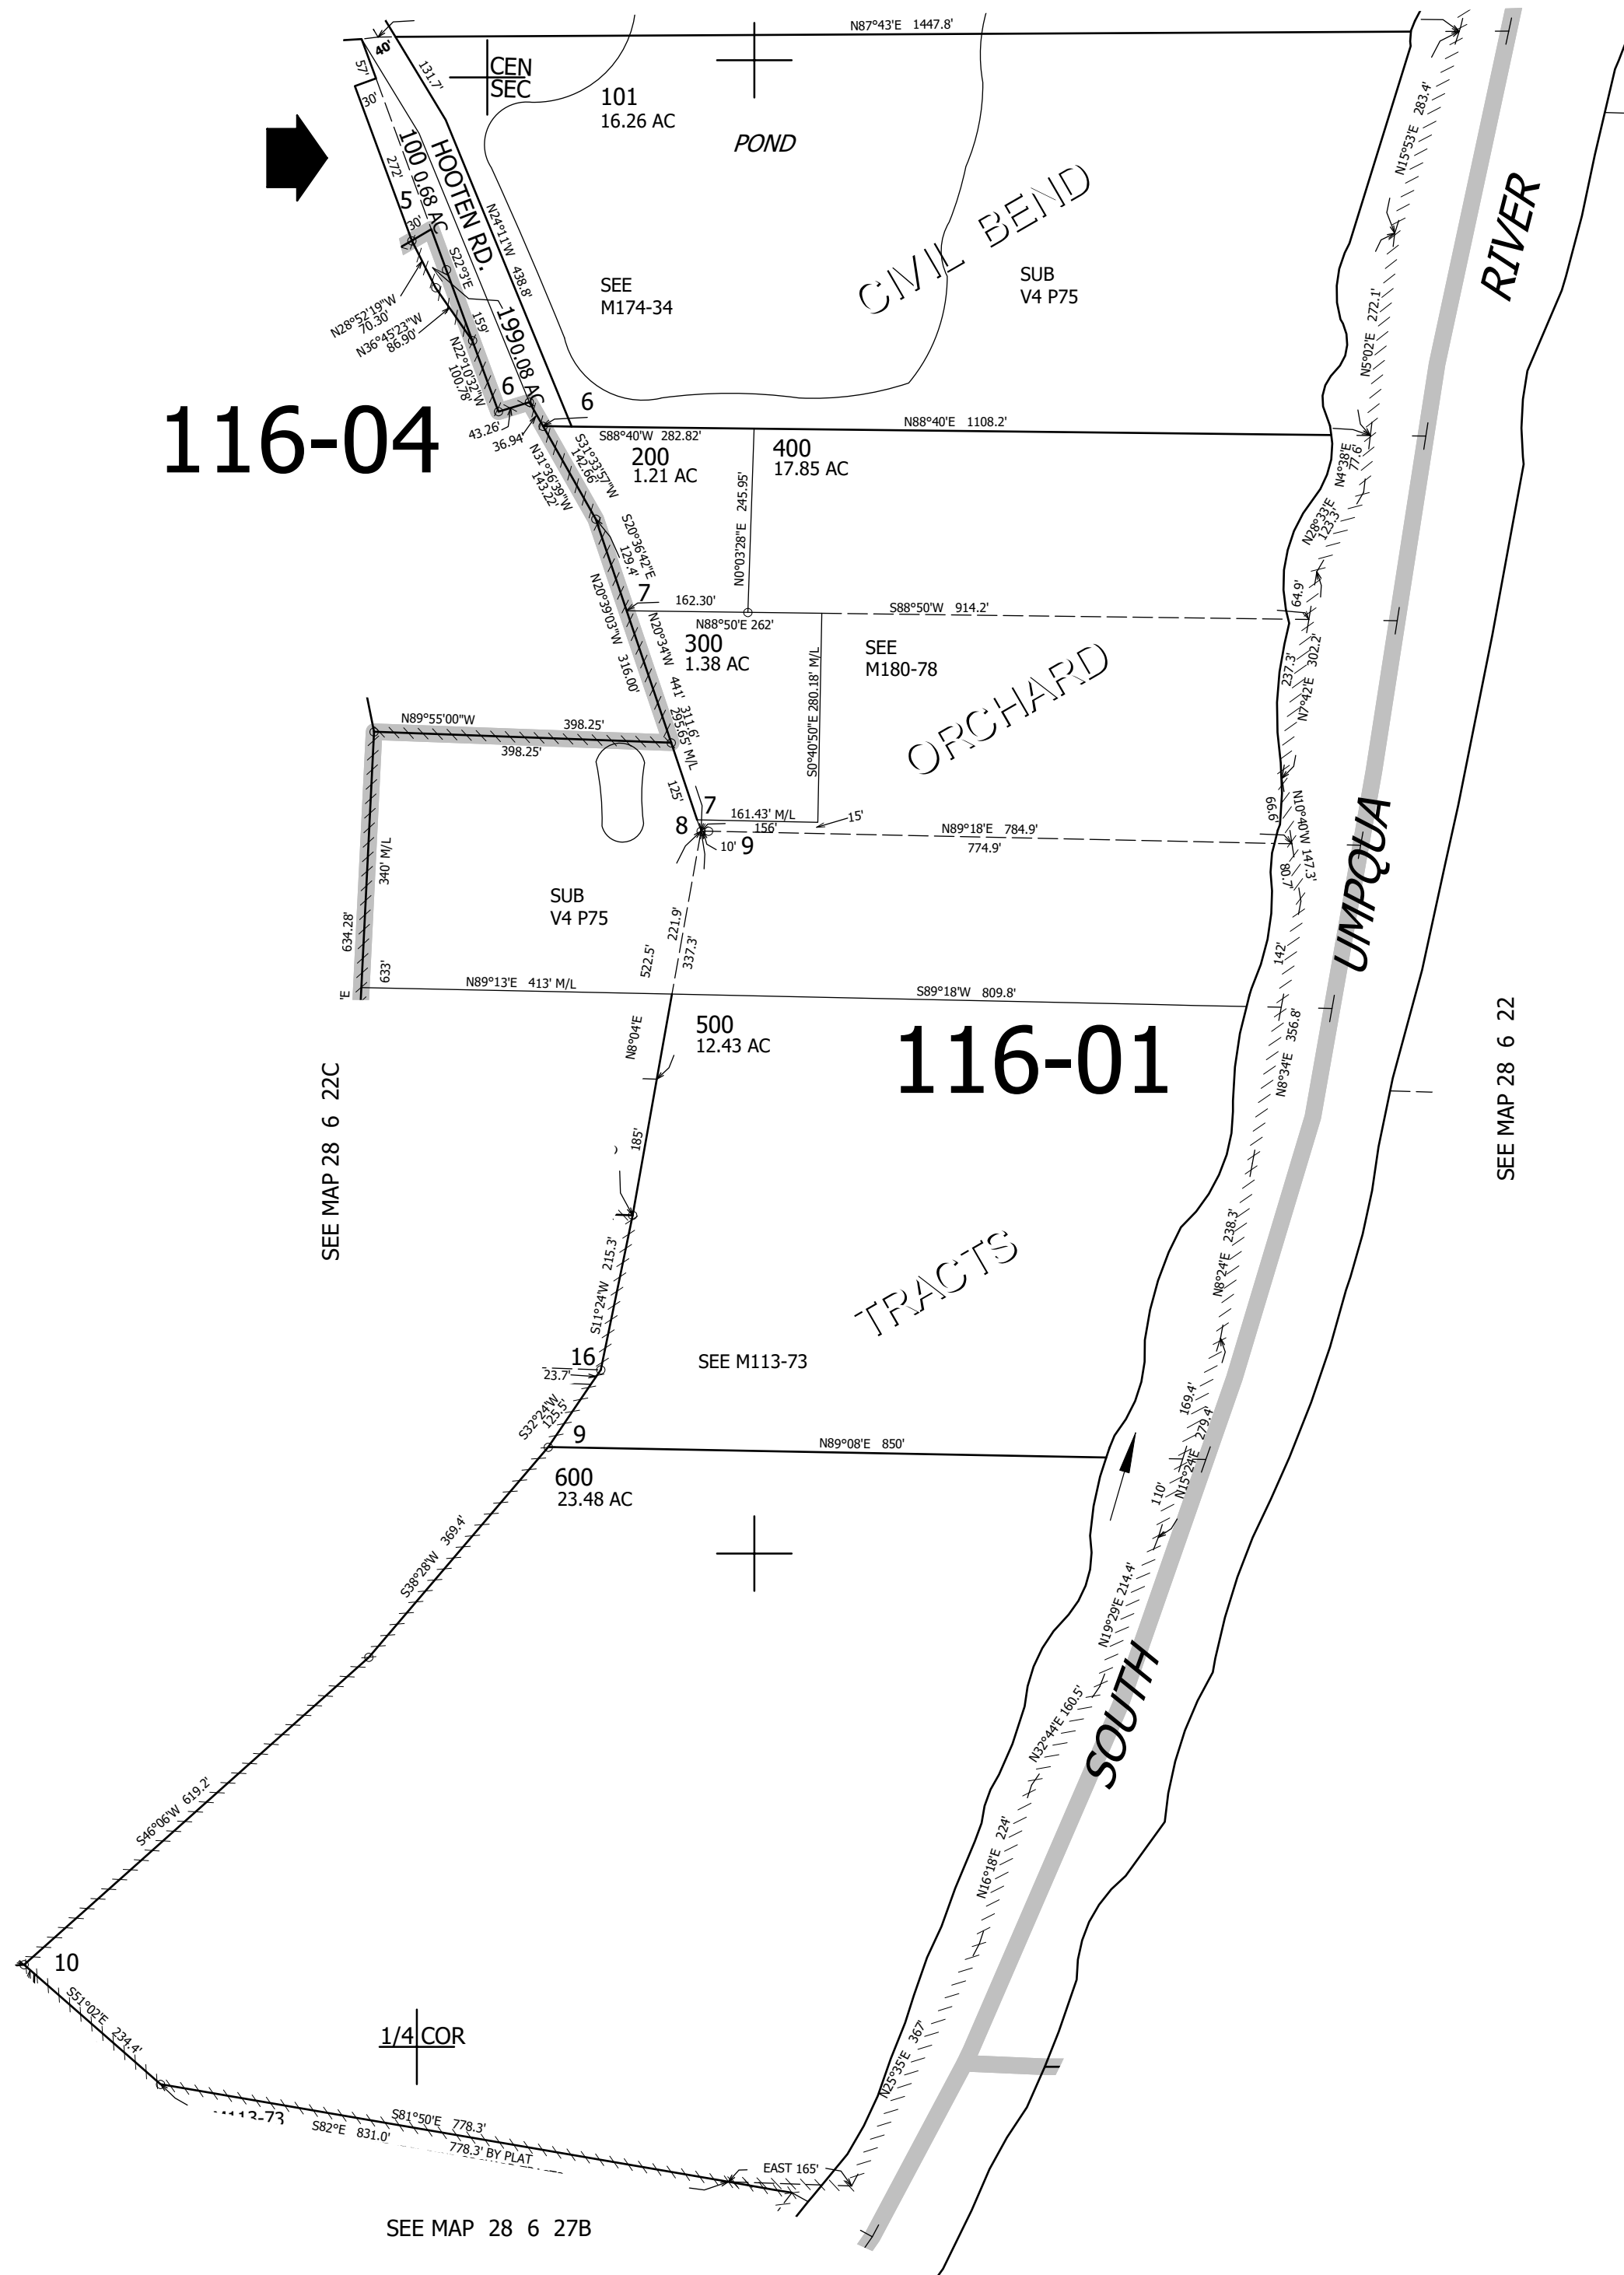 N87°43'E 1447.8'
40'
57'
131.7'
CEN
SEC
30'
101
16.26 AC
POND
N15°53'E 283.4'
272'
100 0.68 AC
HOOTEN RD.
5
30'
N24°11'W 438.8'
CIVIL BEND
RIVER
S22°3'E
159'
SEE
M174-34
SUB
V4 P75
N28°52'19"W
70.30'
N36°45'23"W
86.90'
N5°02'E 272.1'
199
0.08 AC
N22°10'32"W
100.78'
6
6
116-04
43.26'
36.94'
S88°40'W 282.82'
N88°40'E 1108.2'
200
1.21 AC
400
17.85 AC
N31°36'39"W
143.22'
S31°33'57"W
142.66'
N4°38'E
77.6'
N28°33'E
123.3'
N0°03'28"E 245.95'
S20°36'42"E
129.4'
64.9'
7
162.30'
S88°50'W 914.2'
N88°50'E 262'
N20°39'03"W 316.00'
N20°34'W 441' 311.6'
295.65' M/L
300
1.38 AC
SEE
M180-78
237.3'
N7°42'E 302.2'
ORCHARD
S0°40'50"E 280.18' M/L
N89°55'00"W 398.25'
398.25'
125'
7
161.43' M/L
15'
8
156'
10'
9
N89°18'E 784.9'
774.9'
66.6'
N10°40'W 147.3'
80.7'
UMPQUA
340' M/L
SUB
V4 P75
634.28'
633'
221.9'
522.5'
337.3'
142'
N89°13'E 413' M/L
S89°18'W 809.8'
'E
N8°04'E
500
12.43 AC
116-01
N8°34'E 356.8'
SEE MAP 28 6 22C
SEE MAP 28 6 22
185'
S11°24'W 215.3'
N8°24'E 238.3'
TRACTS
16
23.7'
SEE M113-73
S32°24'W
125.5'
9
N89°08'E 850'
169.4'
N15°24'E 279.4'
110'
600
23.48 AC
S38°28'W 369.4'
N19°29'E 214.4'
SOUTH
N32°44'E 160.5'
S46°06'W 619.2'
N16°18'E 224'
10
S51°02'E 234.4'
1/4 COR
N25°35'E 367'
M113-73
S81°50'E 778.3'
S82°E 831.0'
778.3' BY PLAT
EAST 165'
SEE MAP 28 6 27B